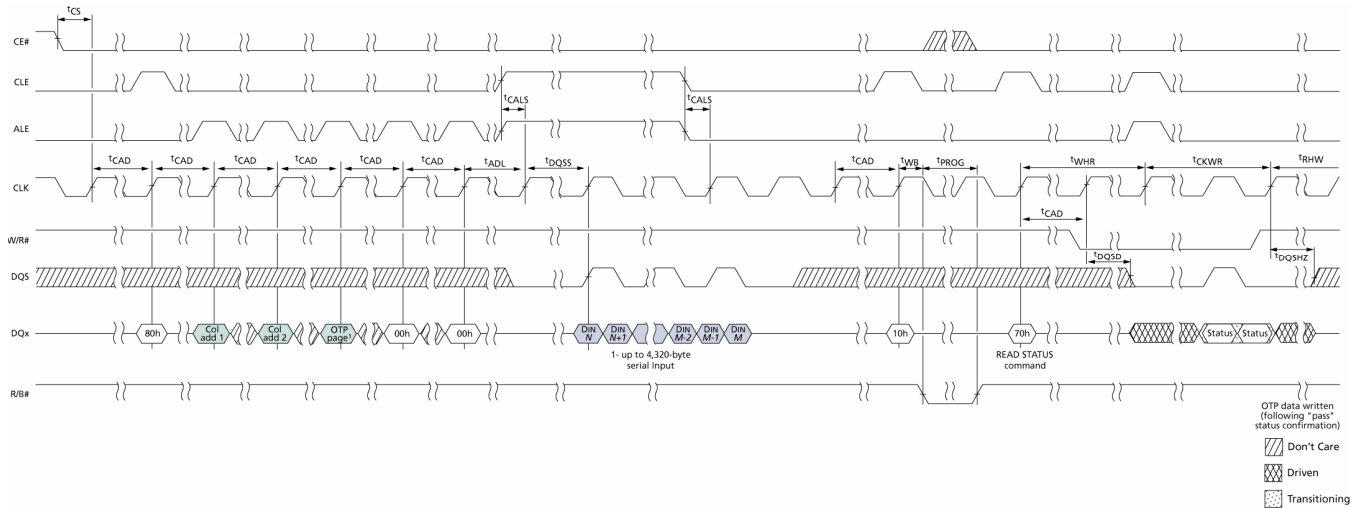 tCS
CE#
CLE
tCALS
tCALS
ALE
tCAD
tCAD
tCAD
tCAD
tCAD
tCAD
tADL
tDQSS
tCAD
tWB
tPROG
tWHR
tCKWR
tRHW
CLK
tCAD
W/R#
tDQSD
tDQSHZ
DQS
DQx
80h
Col
add 1
Col
add 2
OTP
page1
00h
00h
DIN
N
DIN
N+1
DIN
M-2
DIN
M-1
DIN
M
10h
70h
Status
Status
1- up to 4,320-byte
serial Input
READ STATUS
command
R/B#
OTP data written
(following "pass"
status confirmation)
Don't Care
Driven
Transitioning